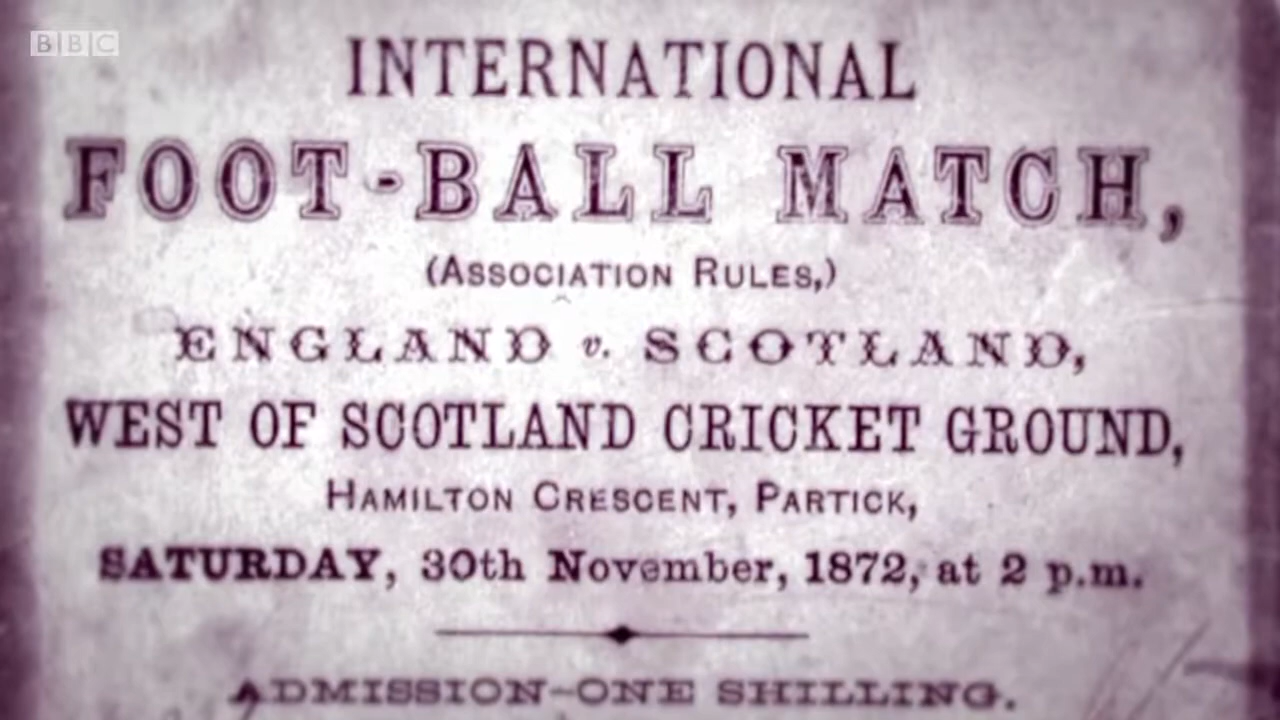 BBC
INTERNATIONAL
FOOT-BALL MATCH,
(ASSOCIATION RULES,)
ENGLAND v. SCOTLAND,
WEST OF SCOTLAND CRICKET GROUND,
HAMILTON CRESCENT, PARTICK,
SATURDAY, 30th November, 1872, at 2 p.m.
ADMISSION-ONE SHILLING.